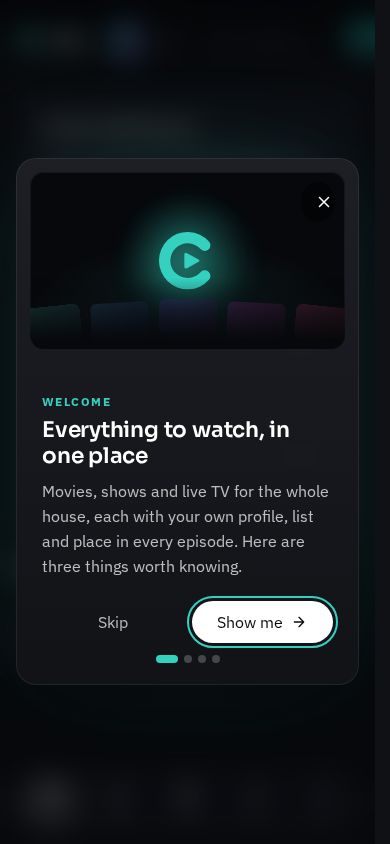 WELCOME
Everything to watch, in
one place
Movies, shows and live TV for the whole
house, each with your own profile, list
and place in every episode. Here are
three things worth knowing.
Skip
Show me